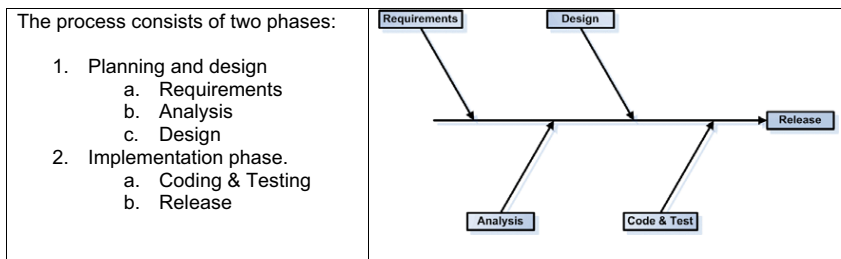 The process consists of two phases:
1. Planning and design
a. Requirements
b. Analysis
c. Design
2. Implementation phase.
a. Coding & Testing
b. Release
Requirements
Design
Release
Analysis
Code & Test